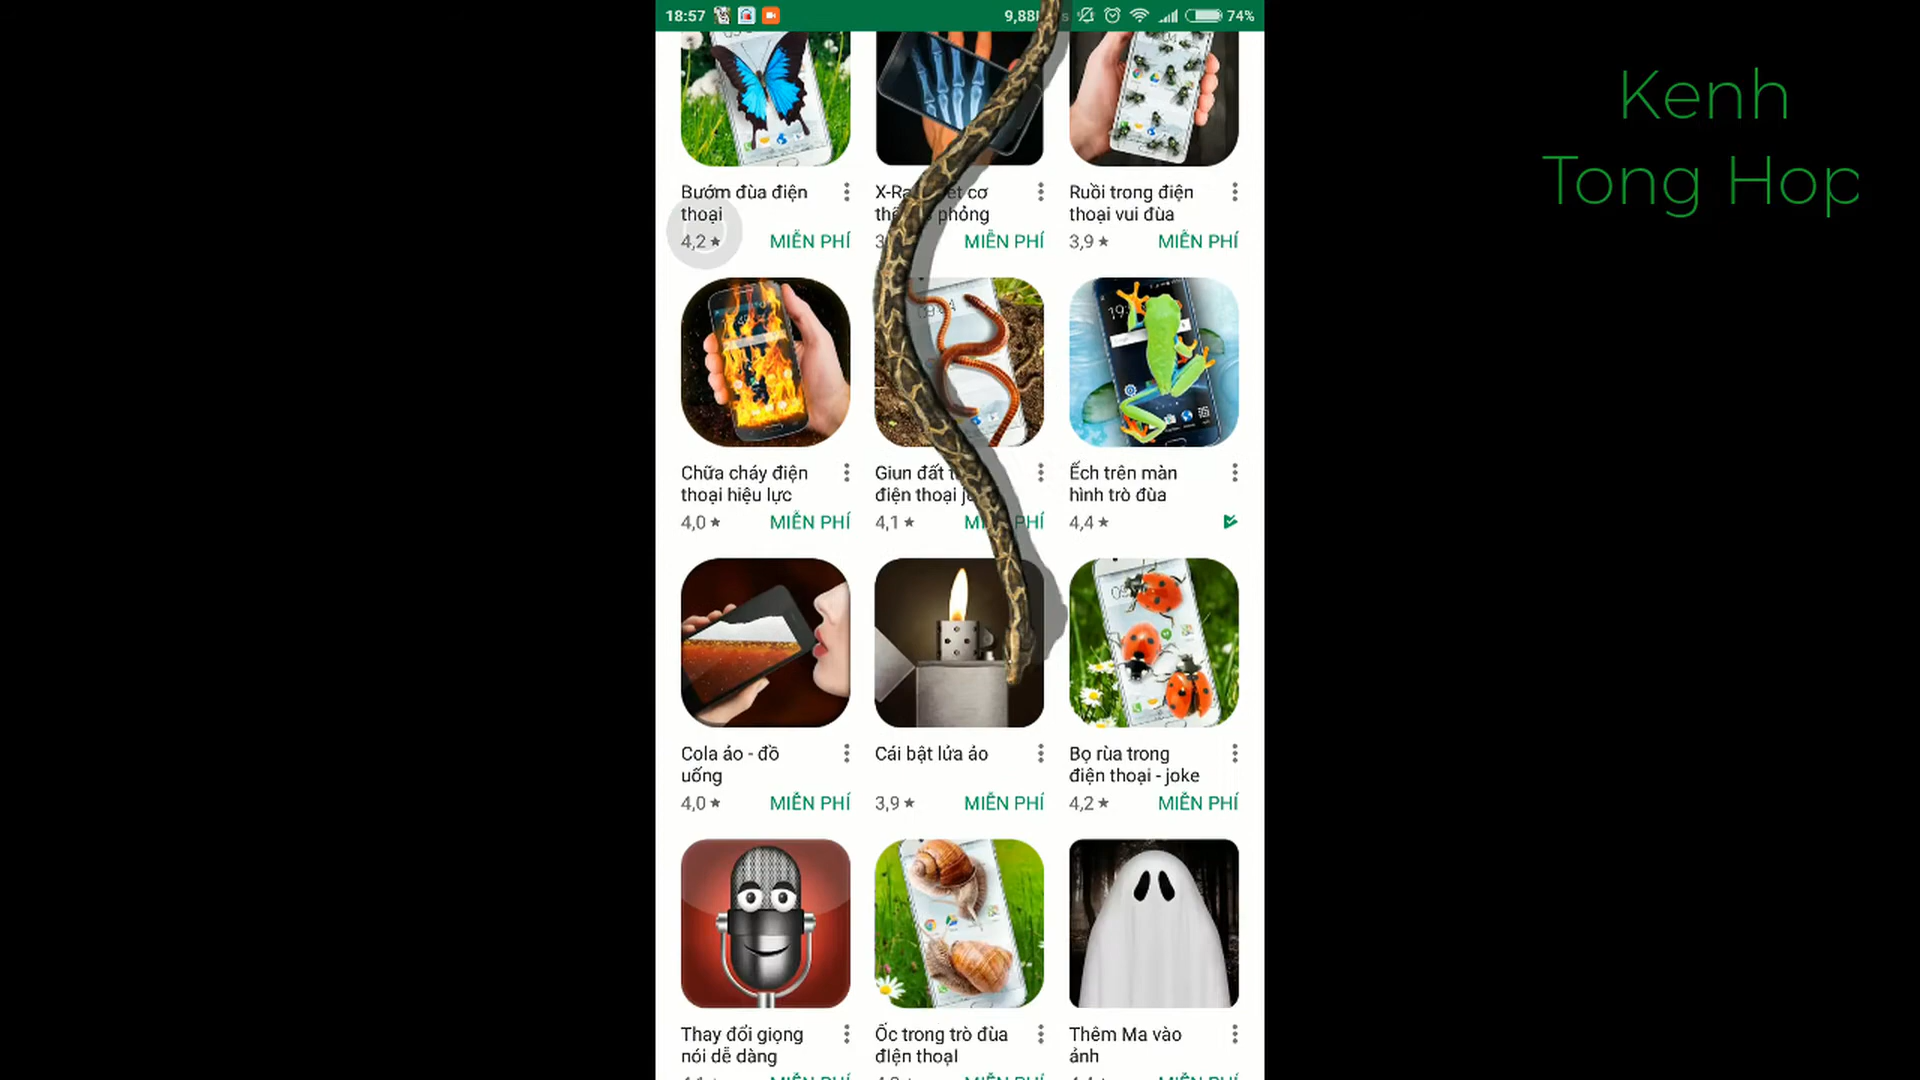 18:57
74%
Kenh
Tong Hop
Bướm đùa điện
thoại
4,2 ★ MIỄN PHÍ
phỏng
MIỄN PHÍ
Ruồi trong điện
thoại vui đùa
3,9 ★ MIỄN PHÍ
Chữa cháy điện
thoại hiệu lực
4,0 ★ MIỄN PHÍ
Giun đất
điện thoại
4,1 ★
Ếch trên màn
hình trò đùa
4,4 ★
Cola ảo - đồ
uống
4,0 ★ MIỄN PHÍ
Cái bật lửa ảo
3,9 ★ MIỄN PHÍ
Bọ rùa trong
điện thoại - joke
4,2 ★ MIỄN PHÍ
Thay đổi giọng
nói dễ dàng
Ốc trong trò đùa
điện thoại
Thêm Ma vào
ảnh